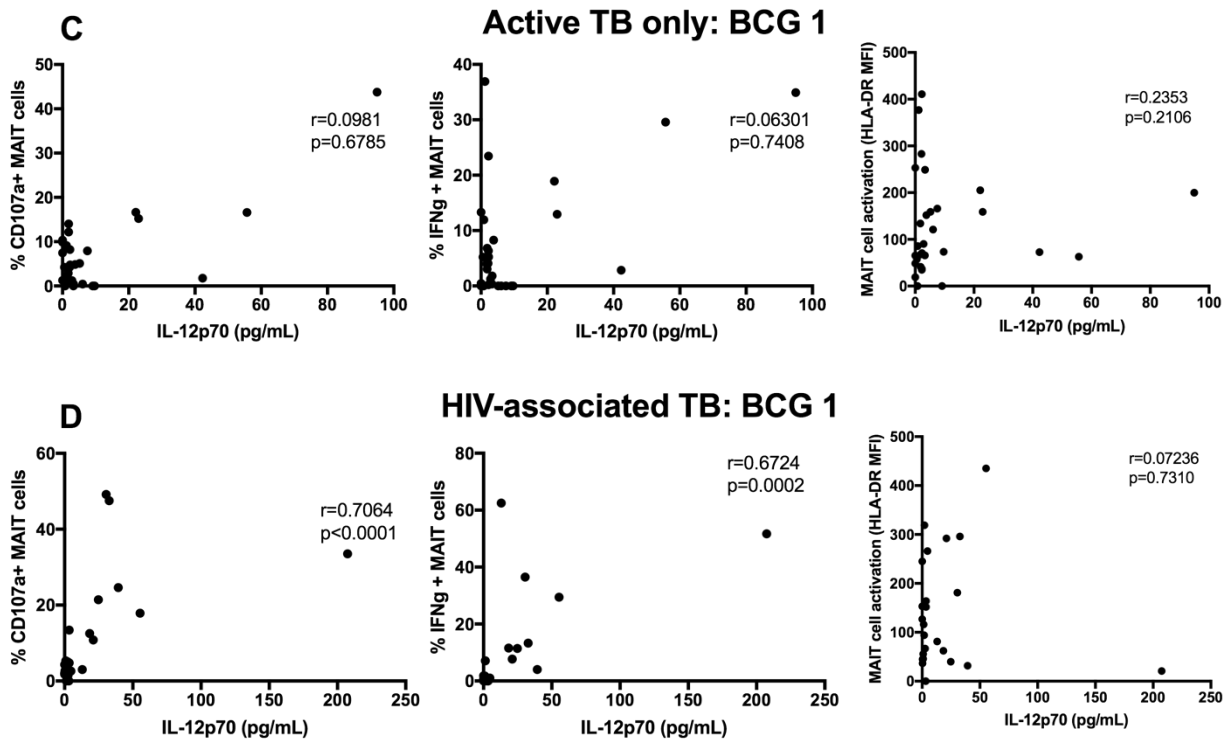 C
Active TB only: BCG 1
% CD107a+ MAIT cells
50
40
30
20
10
0
r=0.0981
p=0.6785
0
20
40
60
80
100
IL-12p70 (pg/mL)
% IFNg + MAIT cells
40
30
20
10
0
r=0.06301
p=0.7408
0
20
40
60
80
100
IL-12p70 (pg/mL)
MAIT cell activation (HLA-DR MFI)
500
400
300
200
100
0
r=0.2353
p=0.2106
0
20
40
60
80
100
IL-12p70 (pg/mL)
D
HIV-associated TB: BCG 1
% CD107a+ MAIT cells
60
40
20
0
r=0.7064
p<0.0001
0
50
100
150
200
250
IL-12p70 (pg/mL)
% IFNg + MAIT cells
80
60
40
20
0
r=0.6724
p=0.0002
0
50
100
150
200
250
IL-12p70 (pg/mL)
MAIT cell activation (HLA-DR MFI)
500
400
300
200
100
0
r=0.07236
p=0.7310
0
50
100
150
200
250
IL-12p70 (pg/mL)